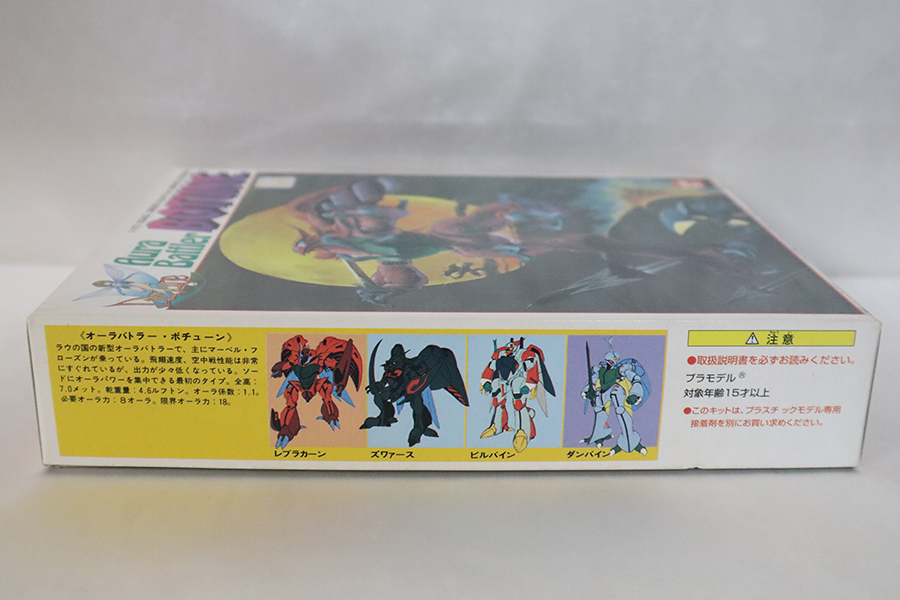 Aura
Battler
《オーラバトラー・ボチューン》
ラウの国の新型オーラバトラーで、主にマーベル・フ
ローズンが乗っている。飛翔速度、空中戦性能は非常
にすぐれているが、出力が少々低くなっている。ソー
ドにオーラパワーを集中できる最初のタイプ。全高：
7.0メット。乾重量：4.6ルフトン。オーラ係数：1.1。
必要オーラ力：8オーラ。限界オーラ力：18。
レプラカーン
ズワァース
ビルバイン
ダンバイン
注意
●取扱説明書を必ずお読みください。
プラモデル®
対象年齢15才以上
●このキットは、プラスチックモデル専用
接着剤を別にお買い求めください。